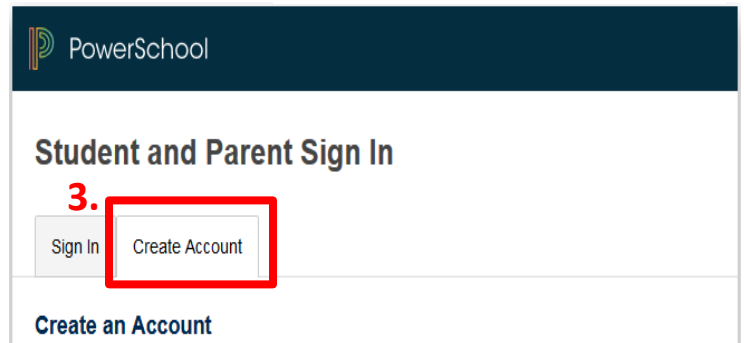 PowerSchool
Student and Parent Sign In
3.
Sign In Create Account
Create an Account